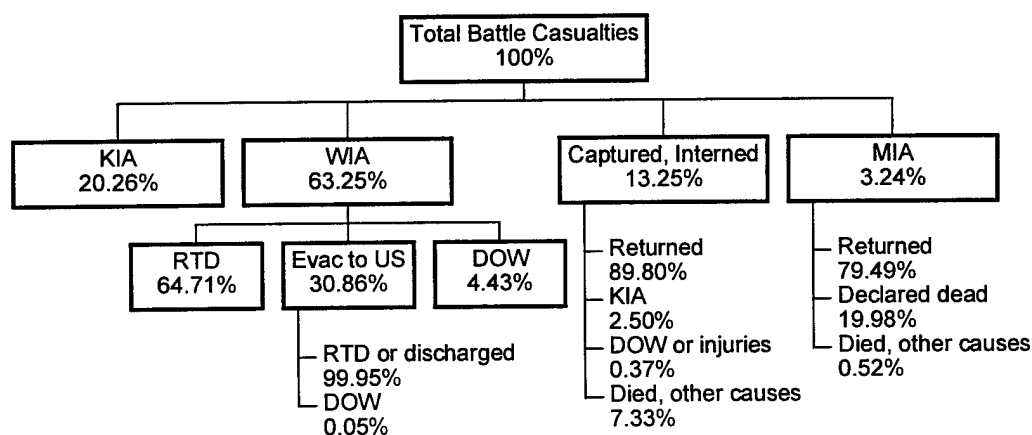 Total Battle Casualties
100%
KIA
20.26%
WIA
63.25%
Captured, Interned
13.25%
MIA
3.24%
RTD
64.71%
Evac to US
30.86%
DOW
4.43%
RTD or discharged
99.95%
DOW
0.05%
Returned
89.80%
KIA
2.50%
DOW or injuries
0.37%
Died, other causes
7.33%
Returned
79.49%
Declared dead
19.98%
Died, other causes
0.52%